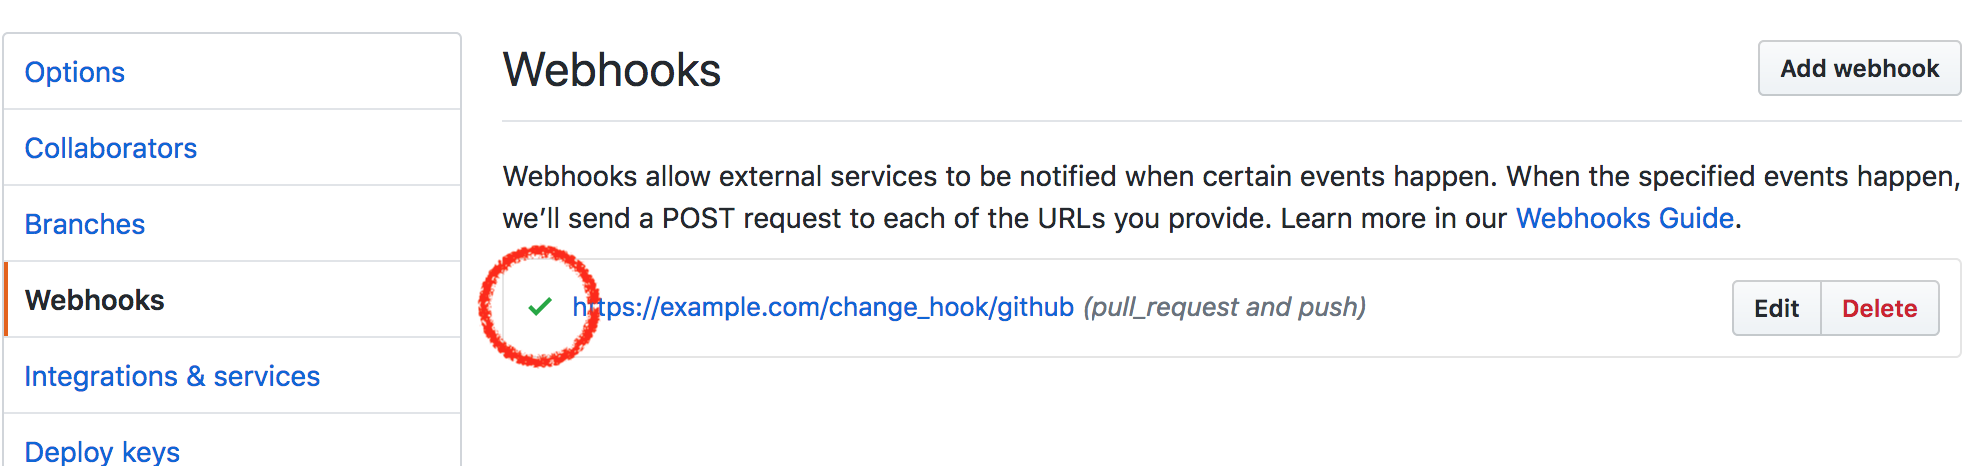 Options
Collaborators
Branches
Webhooks
Integrations & services
Deploy keys
Webhooks
Add webhook
Webhooks allow external services to be notified when certain events happen. When the specified events happen,
we’ll send a POST request to each of the URLs you provide. Learn more in our Webhooks Guide.
https://example.com/change_hook/github (pull_request and push)
Edit
Delete